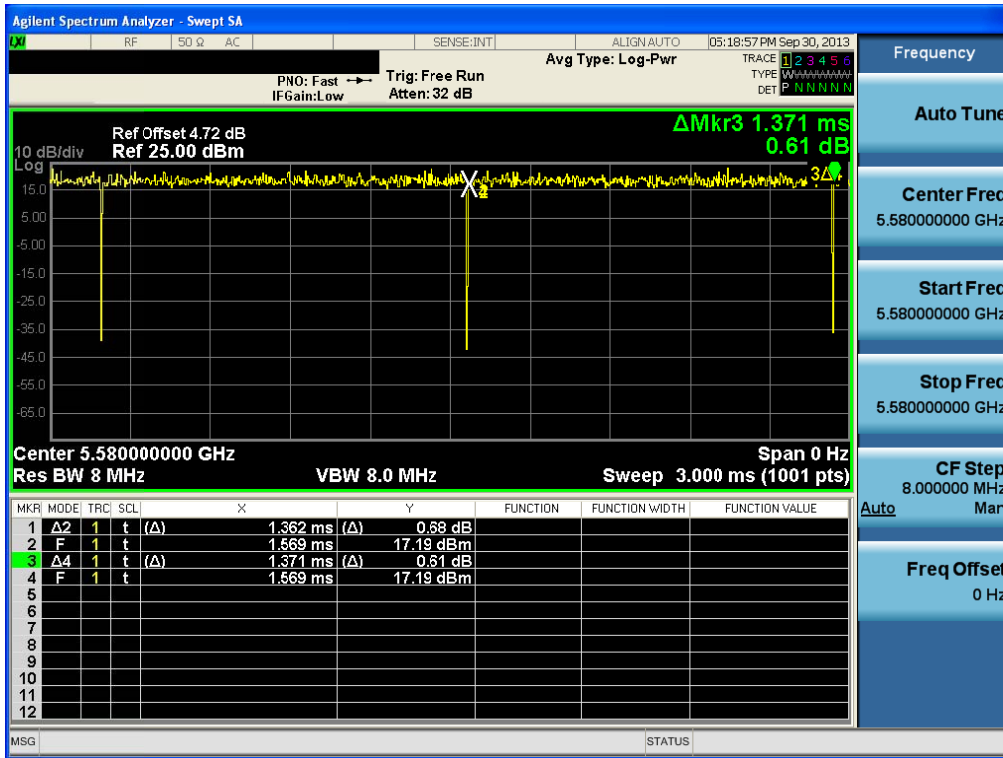 Agilent Spectrum Analyzer - Swept SA
LXI RF 50 Ω AC SENSE:INT ALIGNAUTO 05:18:57 PM Sep 30, 2013
Frequency
Avg Type: Log-Pwr TRACE 1 2 3 4 5 6
PNO: Fast Trig: Free Run TYPE W
IFGain:Low Atten: 32 dB DET P N N N N N
Auto Tune
ΔMkr3 1.371 ms
Ref Offset 4.72 dB
10 dB/div Ref 25.00 dBm 0.61 dB
Log
15.0
5.00
-5.00
-15.0
-25.0
-35.0
-45.0
-55.0
-65.0
3Δ4
2
Center Freq
5.580000000 GHz
Start Freq
5.580000000 GHz
Stop Freq
5.580000000 GHz
Center 5.580000000 GHz Span 0 Hz
Res BW 8 MHz VBW 8.0 MHz Sweep 3.000 ms (1001 pts)
CF Step
8.000000 MHz
Auto Man
MKR MODE TRC SCL X Y FUNCTION FUNCTION WIDTH FUNCTION VALUE
1 Δ2 1 t (Δ) 1.362 ms (Δ) 0.68 dB
2 F 1 t 1.569 ms 17.19 dBm
3 Δ4 1 t (Δ) 1.371 ms (Δ) 0.61 dB
4 F 1 t 1.569 ms 17.19 dBm
5
6
7
8
9
10
11
12
Freq Offset
0 Hz
MSG STATUS